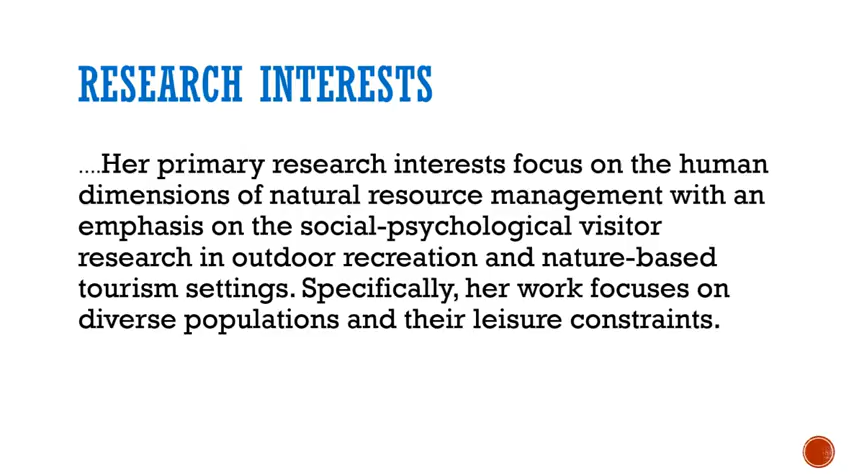 RESEARCH INTERESTS
....Her primary research interests focus on the human
dimensions of natural resource management with an
emphasis on the social-psychological visitor
research in outdoor recreation and nature-based
tourism settings. Specifically, her work focuses on
diverse populations and their leisure constraints.